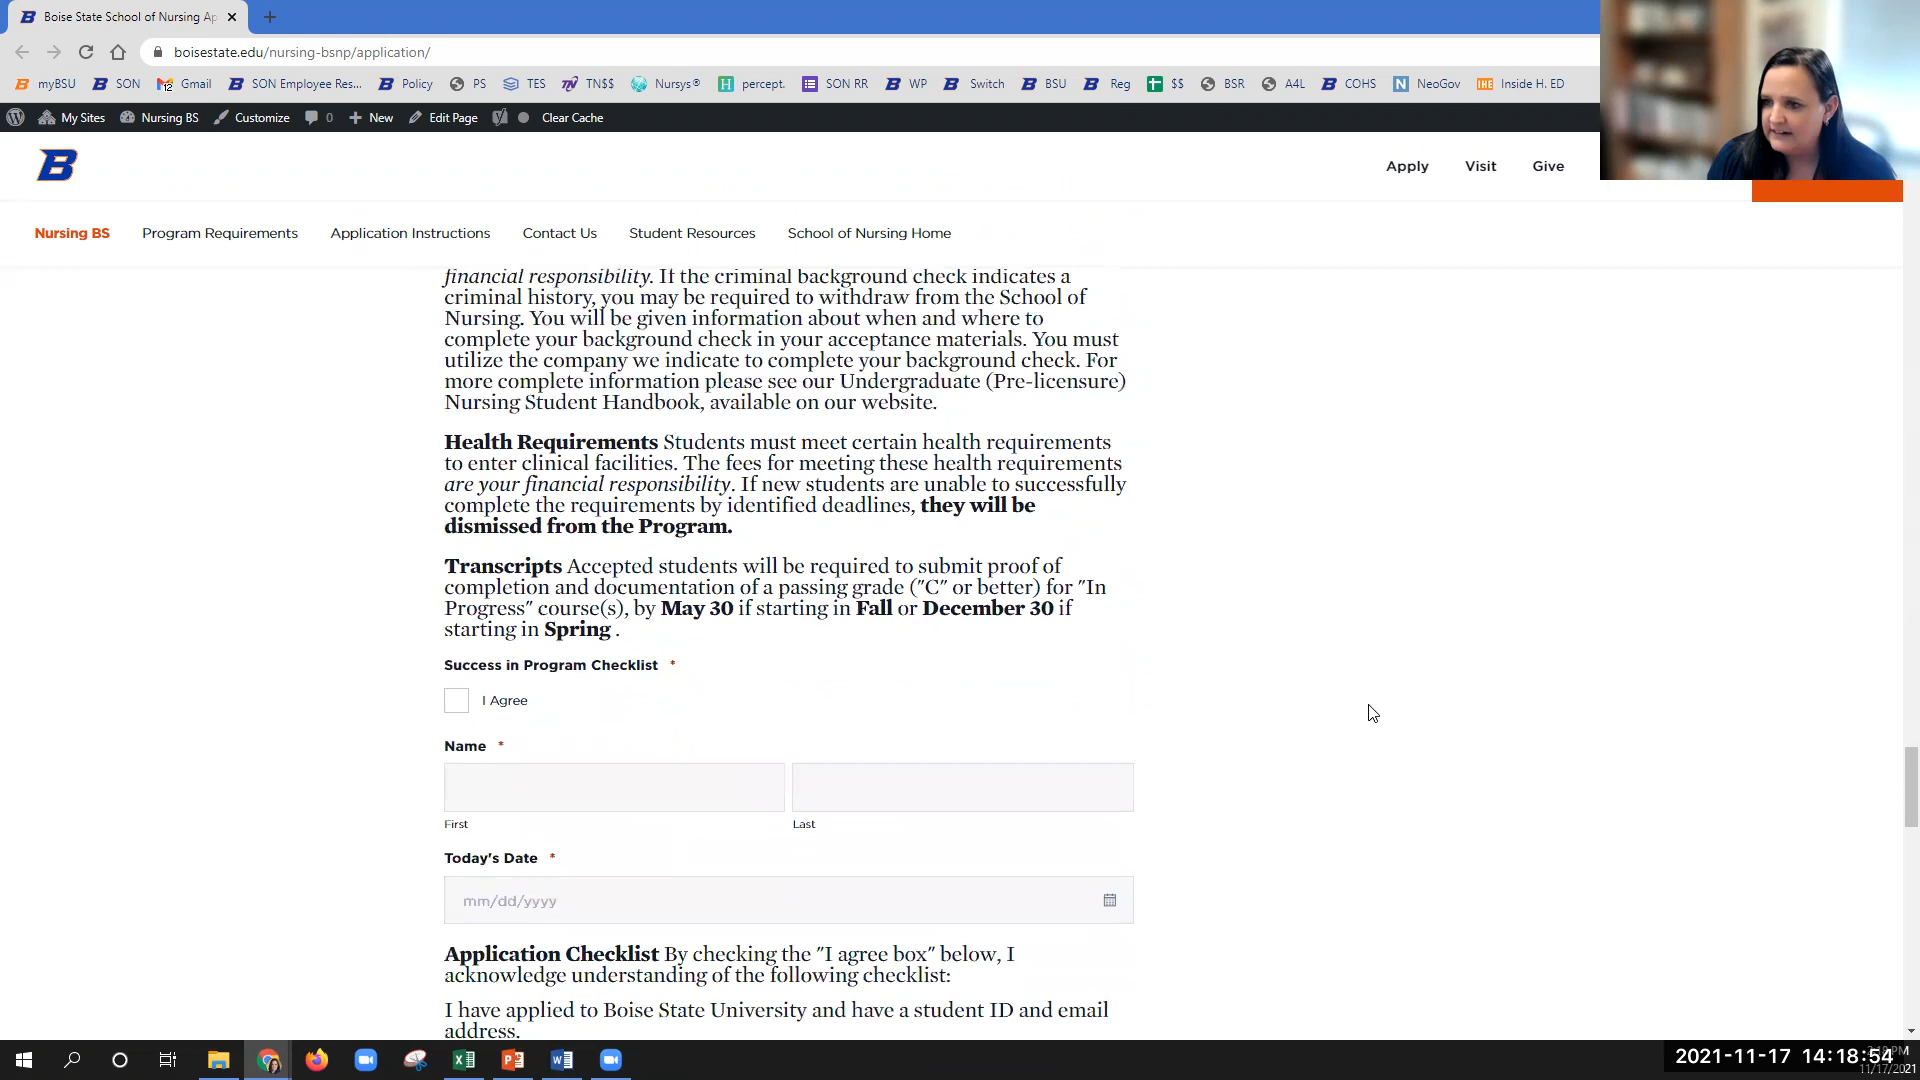 Boise State School of Nursing Ap
boisestate.edu/nursing-bsnp/application/
myBSU SON Gmail SON Employee Res... Policy PS TES TN$$ Nursys® percept. SON RR WP Switch BSU Reg $$ BSR A4L COHS NeoGov Inside H. ED
My Sites Nursing BS Customize 0 New Edit Page Clear Cache
Apply Visit Give
Nursing BS Program Requirements Application Instructions Contact Us Student Resources School of Nursing Home
financial responsibility. If the criminal background check indicates a
criminal history, you may be required to withdraw from the School of
Nursing. You will be given information about when and where to
complete your background check in your acceptance materials. You must
utilize the company we indicate to complete your background check. For
more complete information please see our Undergraduate (Pre-licensure)
Nursing Student Handbook, available on our website.
Health Requirements Students must meet certain health requirements
to enter clinical facilities. The fees for meeting these health requirements
are your financial responsibility. If new students are unable to successfully
complete the requirements by identified deadlines, they will be
dismissed from the Program.
Transcripts Accepted students will be required to submit proof of
completion and documentation of a passing grade ("C" or better) for "In
Progress" course(s), by May 30 if starting in Fall or December 30 if
starting in Spring .
Success in Program Checklist *
I Agree
Name *
First Last
Today's Date *
mm/dd/yyyy
Application Checklist By checking the "I agree box" below, I
acknowledge understanding of the following checklist:
I have applied to Boise State University and have a student ID and email
address.
2021-11-17 14:18:54
11/17/2021